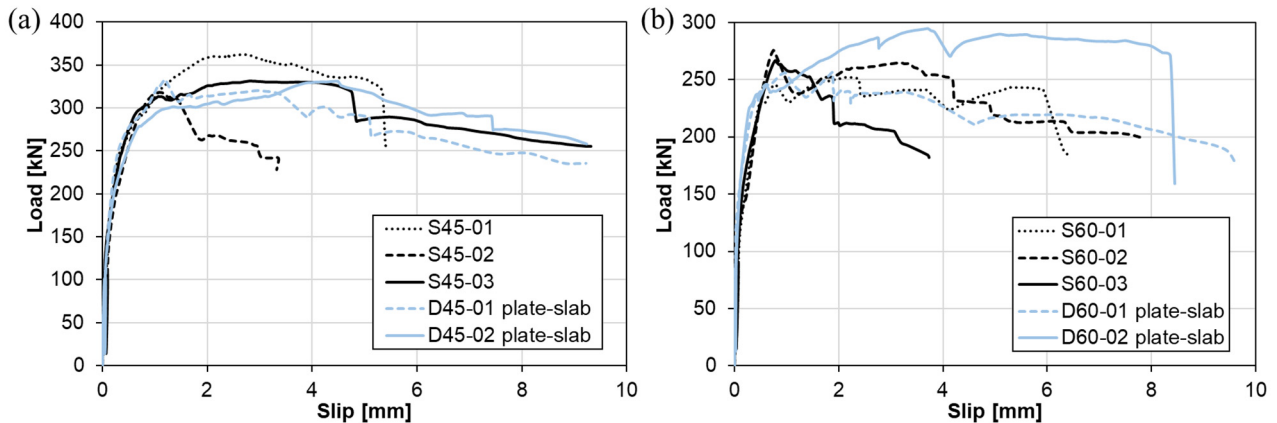 (a)
400
350
300
250
200
150
100
50
0
Load [kN]
0 2 4 6 8 10
Slip [mm]
S45-01
S45-02
S45-03
D45-01 plate-slab
D45-02 plate-slab
(b)
300
250
200
150
100
50
0
Load [kN]
0 2 4 6 8 10
Slip [mm]
S60-01
S60-02
S60-03
D60-01 plate-slab
D60-02 plate-slab